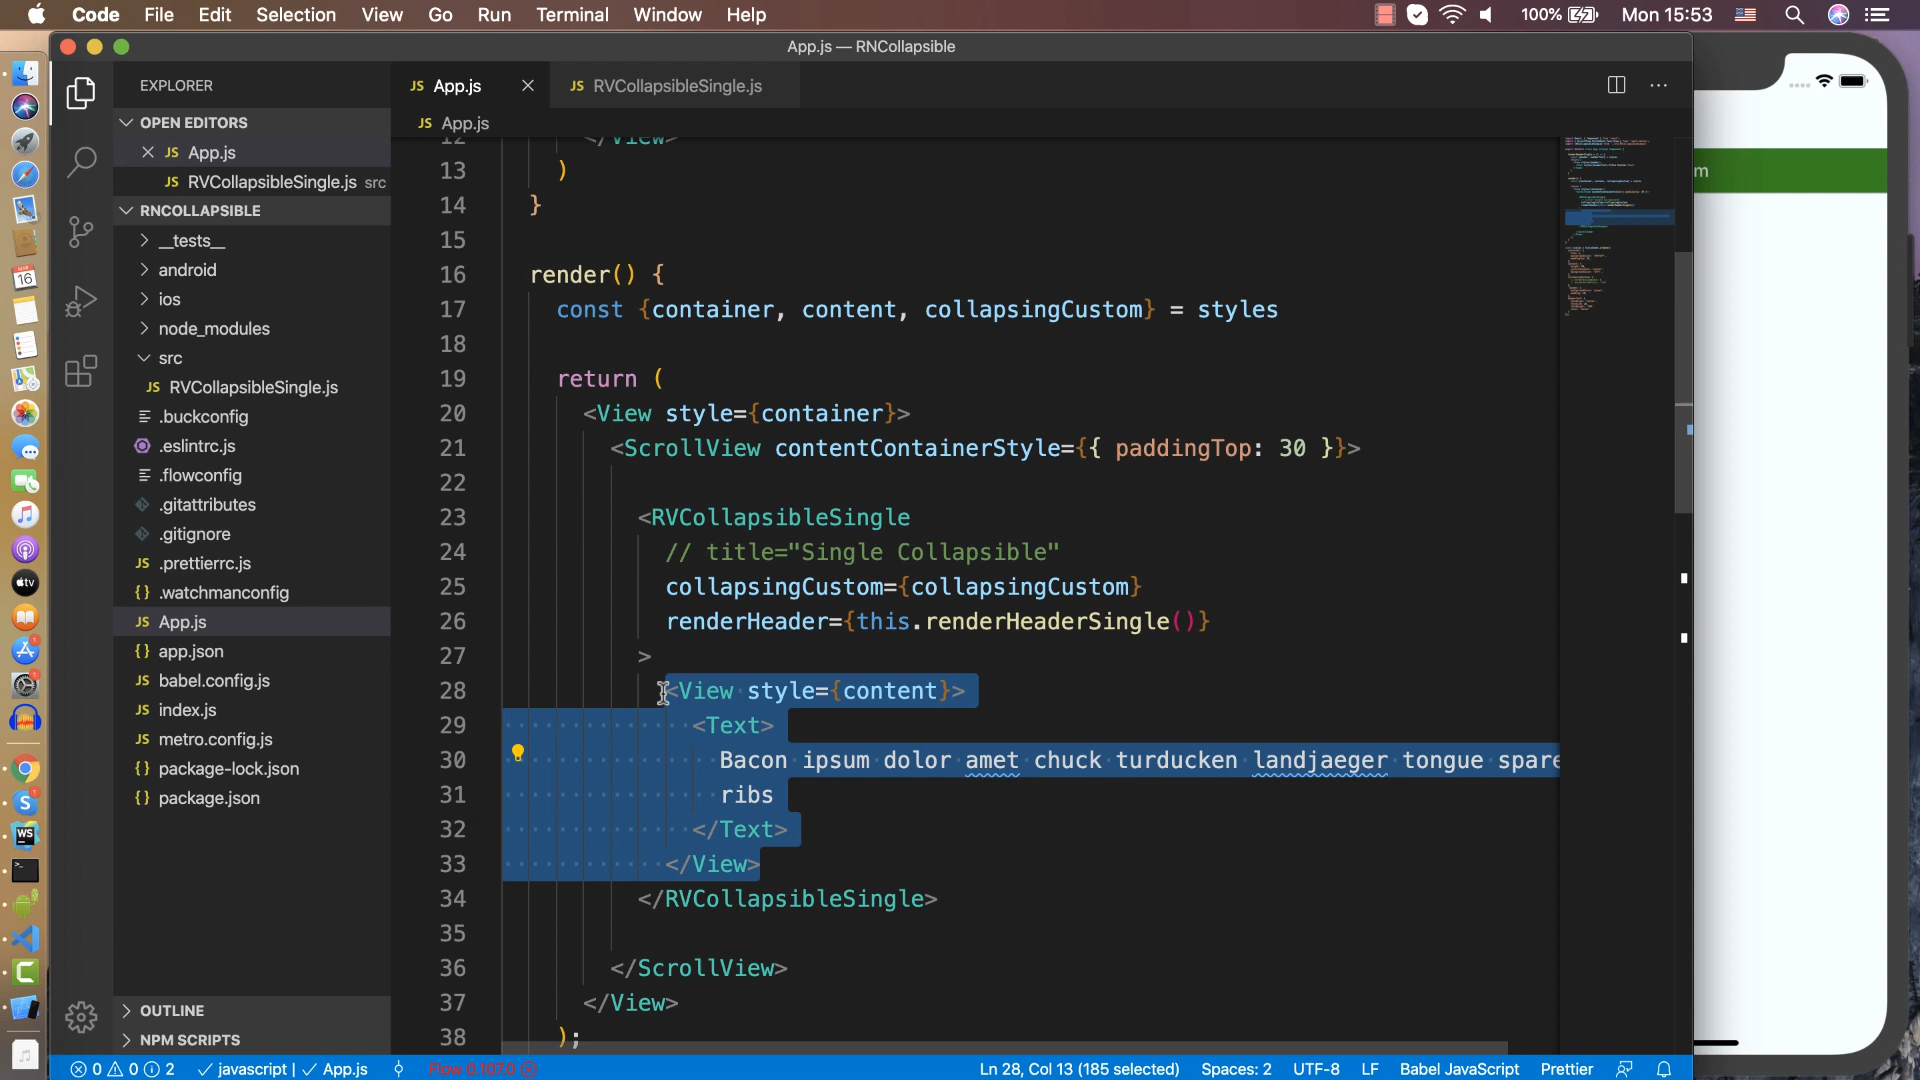 Code File Edit Selection View Go Run Terminal Window Help
100% Mon 15:53
App.js — RNCollapsible
EXPLORER
OPEN EDITORS
JS App.js
JS RVCollapsibleSingle.js src
RNCOLLAPSIBLE
__tests__
android
ios
node_modules
src
JS RVCollapsibleSingle.js
.buckconfig
.eslintrc.js
.flowconfig
.gitattributes
.gitignore
JS .prettierrc.js
{} .watchmanconfig
JS App.js
{} app.json
JS babel.config.js
JS index.js
JS metro.config.js
{} package-lock.json
{} package.json
OUTLINE
NPM SCRIPTS
JS App.js
JS RVCollapsibleSingle.js
JS App.js
12 </View>
13 )
14 }
15
16 render() {
17 const {container, content, collapsingCustom} = styles
18
19 return (
20 <View style={container}>
21 <ScrollView contentContainerStyle={{ paddingTop: 30 }}>
22
23 <RVCollapsibleSingle
24 // title="Single Collapsible"
25 collapsingCustom={collapsingCustom}
26 renderHeader={this.renderHeaderSingle()}
27 >
28 <View style={content}>
29 <Text>
30 Bacon ipsum dolor amet chuck turducken landjaeger tongue spare
31 ribs
32 </Text>
33 </View>
34 </RVCollapsibleSingle>
35
36 </ScrollView>
37 </View>
38 );
m
0 0 2 javascript | App.js Flow 0.107.0 Ln 28, Col 13 (185 selected) Spaces: 2 UTF-8 LF Babel JavaScript Prettier